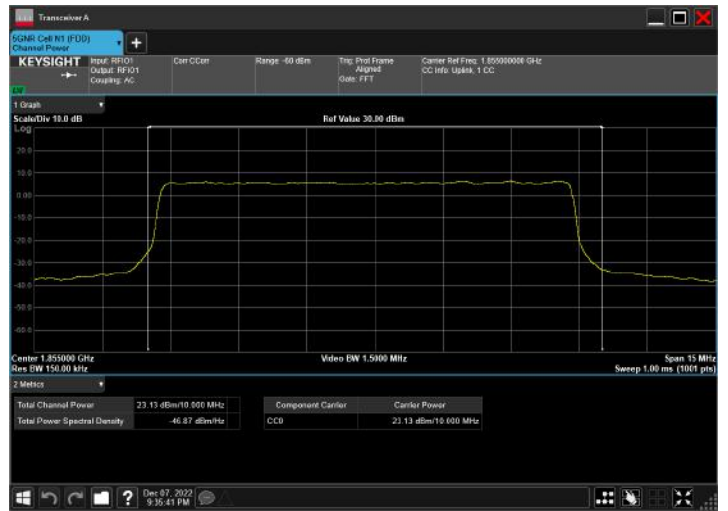 Transceiver A
5GNR Cell N1 (FDD)
Channel Power
KEYSIGHT
Input: RFIO1
Output: RFIO1
Coupling: AC
Corr CCorr
Range -60 dBm
Trig: Prot Frame
Aligned
Gate: FFT
Carrier Ref Freq: 1.855000000 GHz
CC Info: Uplink, 1 CC
1 Graph
Scale/Div 10.0 dB
Ref Value 30.00 dBm
Log
20.0
10.0
0.00
-10.0
-20.0
-30.0
-50.0
-60.0
Center 1.855000 GHz
Video BW 1.5000 MHz
Span 15 MHz
Res BW 150.00 kHz
Sweep 1.00 ms (1001 pts)
2 Metrics
Total Channel Power 23.13 dBm/10.000 MHz
Total Power Spectral Density -46.87 dBm/Hz
Component Carrier Carrier Power
CC0 23.13 dBm/10.000 MHz
Dec 07, 2022
9:35:41 PM